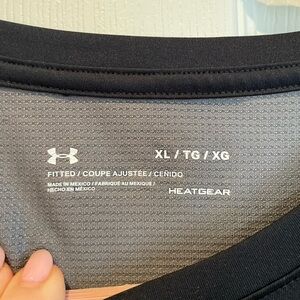 XL / TG / XG
FITTED / COUPE AJUSTÉE / CEÑIDO
MADE IN MEXICO / FABRIQUÉ AU MEXIQUE /
HECHO EN MÉXICO
HEATGEAR